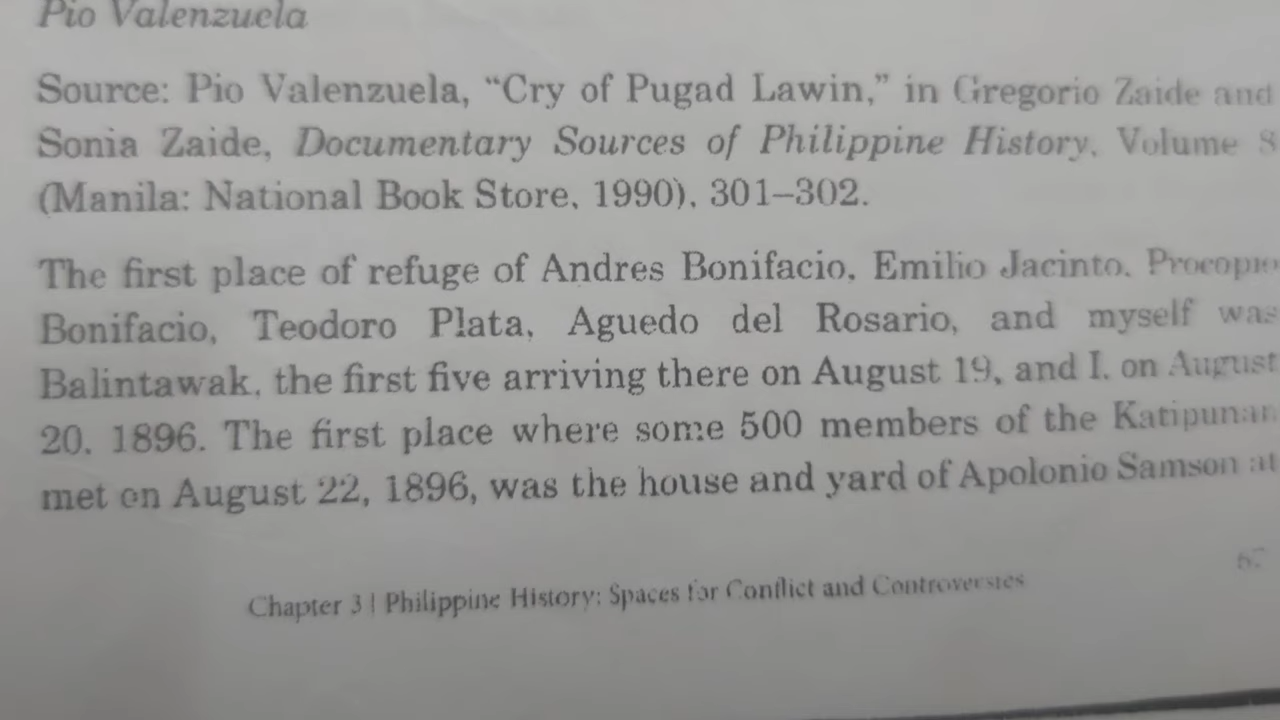 Pio Valenzuela
Source: Pio Valenzuela, “Cry of Pugad Lawin,” in Gregorio Zaide and
Sonia Zaide, Documentary Sources of Philippine History, Volume 8
(Manila: National Book Store, 1990), 301–302.
The first place of refuge of Andres Bonifacio, Emilio Jacinto, Procopio
Bonifacio, Teodoro Plata, Aguedo del Rosario, and myself was
Balintawak, the first five arriving there on August 19, and I, on August
20, 1896. The first place where some 500 members of the Katipunan
met on August 22, 1896, was the house and yard of Apolonio Samson at
Chapter 3 | Philippine History: Spaces for Conflict and Controversies